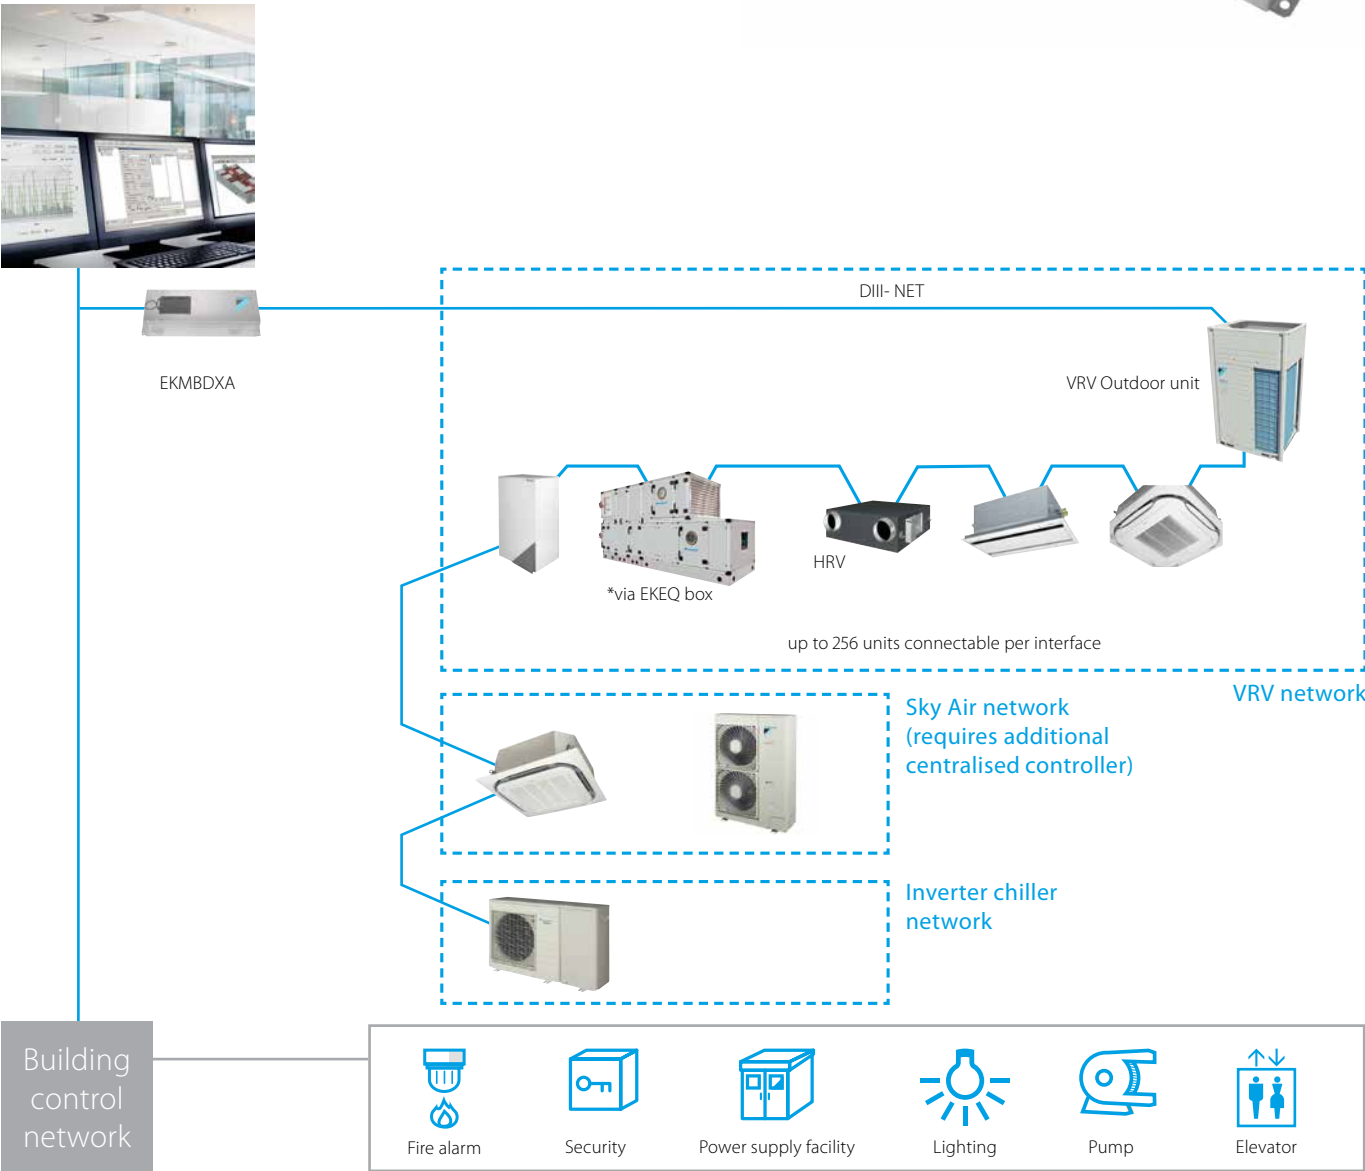 DIII- NET
EKMBDXA
VRV Outdoor unit
HRV
*via EKEQ box
up to 256 units connectable per interface
VRV network
Sky Air network
(requires additional
centralised controller)
Inverter chiller
network
Building
control
network
Fire alarm
Security
Power supply facility
Lighting
Pump
Elevator